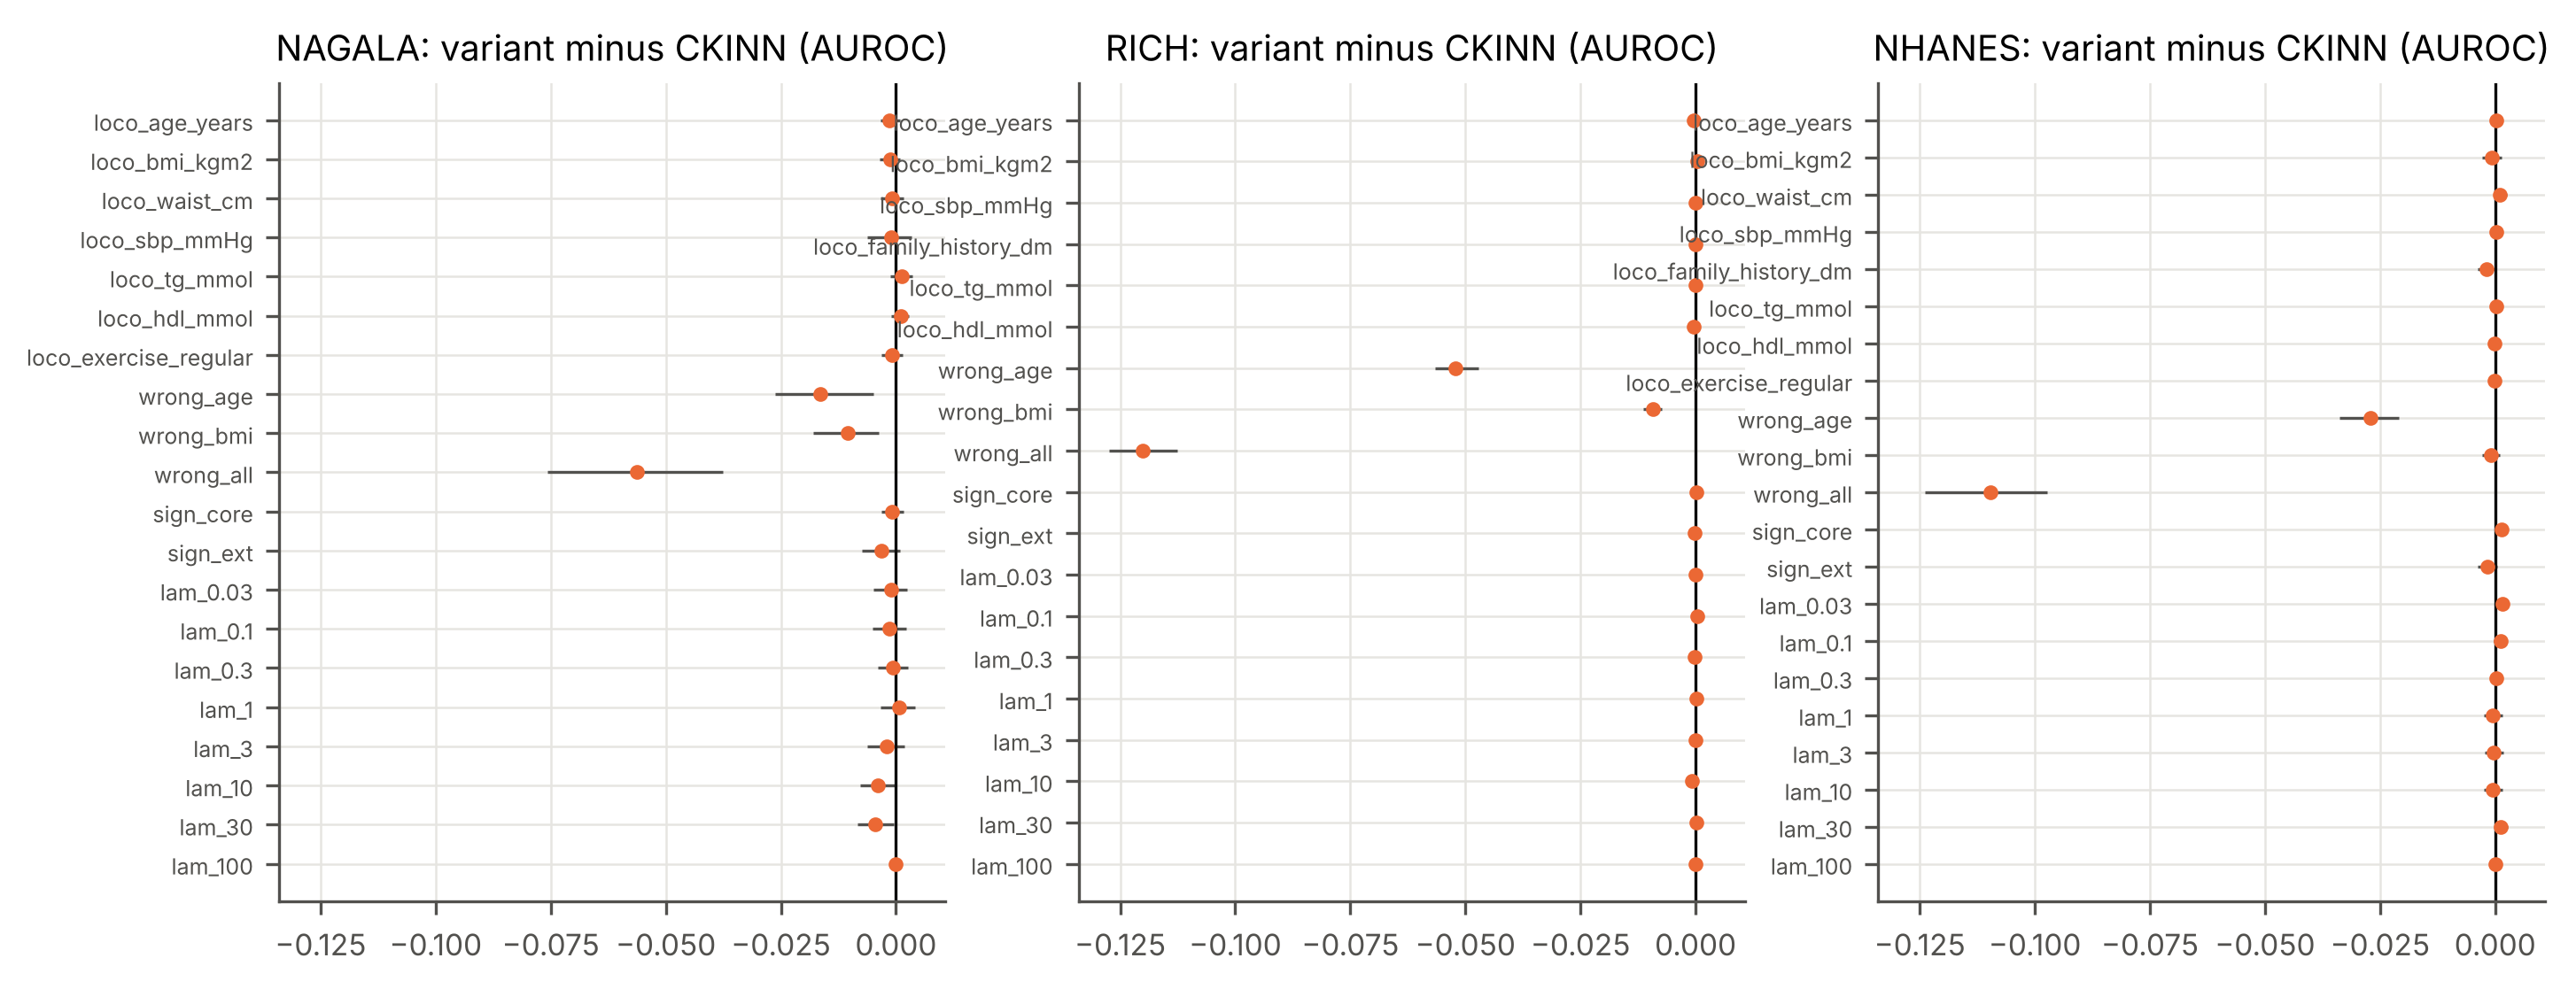 NAGALA: variant minus CKINN (AUROC)
loco_age_years
loco_bmi_kgm2
loco_waist_cm
loco_sbp_mmHg
loco_tg_mmol
loco_hdl_mmol
loco_exercise_regular
wrong_age
wrong_bmi
wrong_all
sign_core
sign_ext
lam_0.03
lam_0.1
lam_0.3
lam_1
lam_3
lam_10
lam_30
lam_100
−0.125 −0.100 −0.075 −0.050 −0.025 0.000
RICH: variant minus CKINN (AUROC)
loco_age_years
loco_bmi_kgm2
loco_sbp_mmHg
loco_family_history_dm
loco_tg_mmol
loco_hdl_mmol
wrong_age
wrong_bmi
wrong_all
sign_core
sign_ext
lam_0.03
lam_0.1
lam_0.3
lam_1
lam_3
lam_10
lam_30
lam_100
−0.125 −0.100 −0.075 −0.050 −0.025 0.000
NHANES: variant minus CKINN (AUROC)
loco_age_years
loco_bmi_kgm2
loco_waist_cm
loco_sbp_mmHg
loco_family_history_dm
loco_tg_mmol
loco_hdl_mmol
loco_exercise_regular
wrong_age
wrong_bmi
wrong_all
sign_core
sign_ext
lam_0.03
lam_0.1
lam_0.3
lam_1
lam_3
lam_10
lam_30
lam_100
−0.125 −0.100 −0.075 −0.050 −0.025 0.000